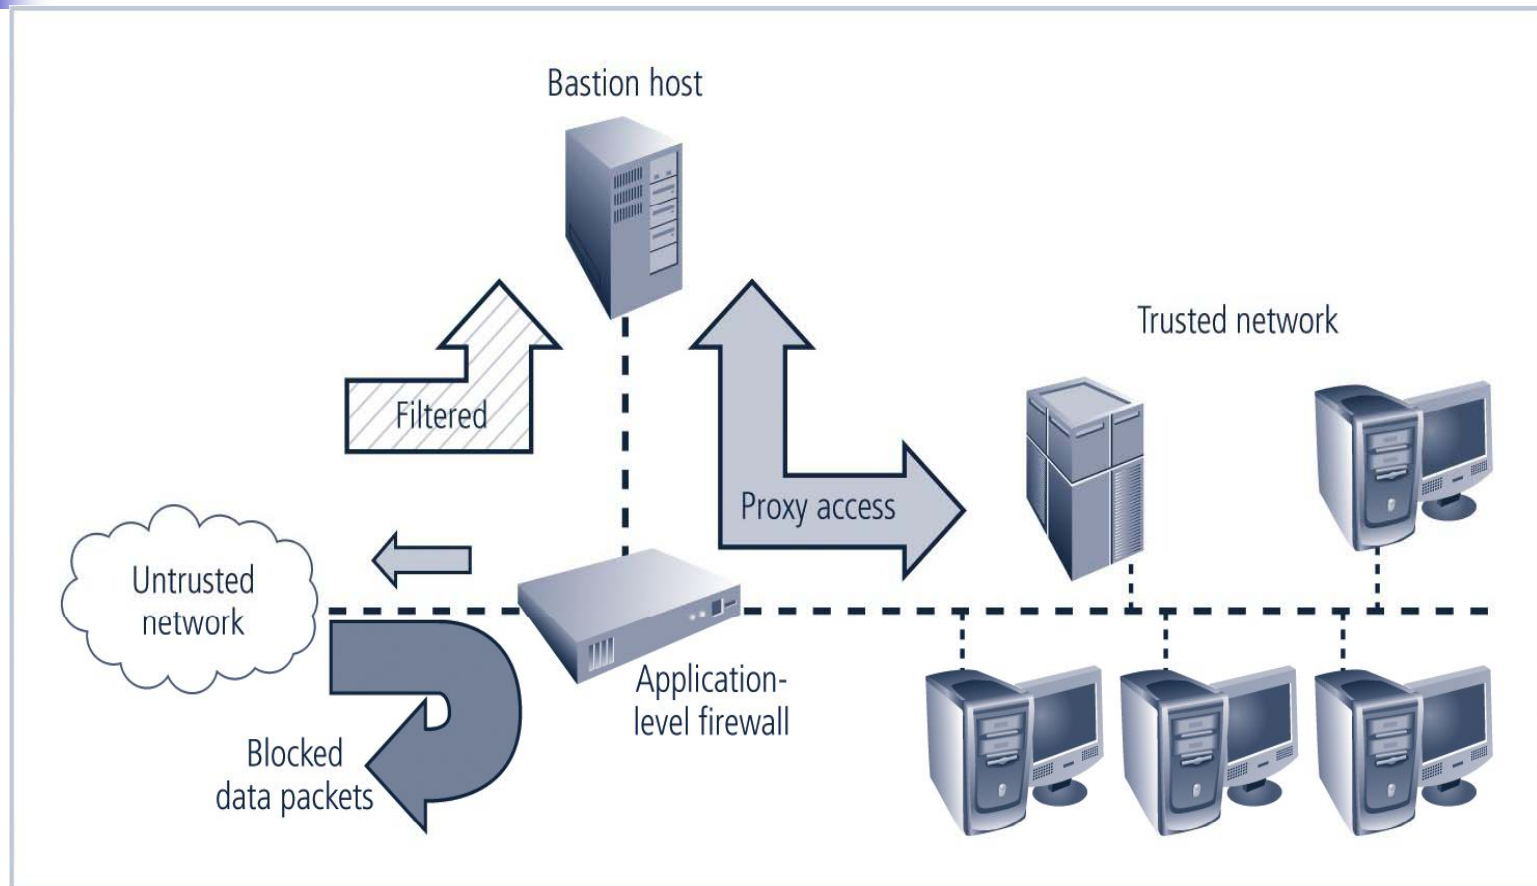 Bastion host
Trusted network
Filtered
Proxy access
Untrusted
network
Application-
level firewall
Blocked
data packets